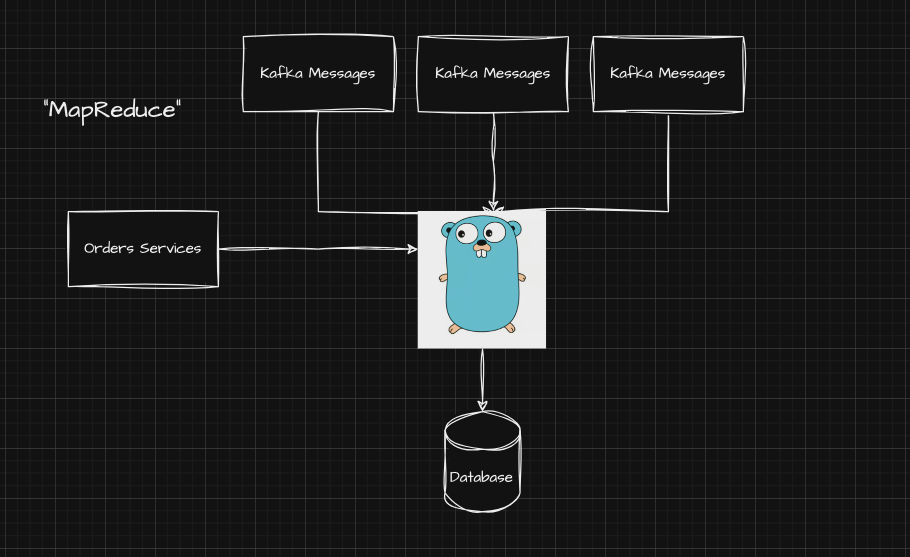 Kafka Messages
Kafka Messages
Kafka Messages
"MapReduce"
Orders Services
Database